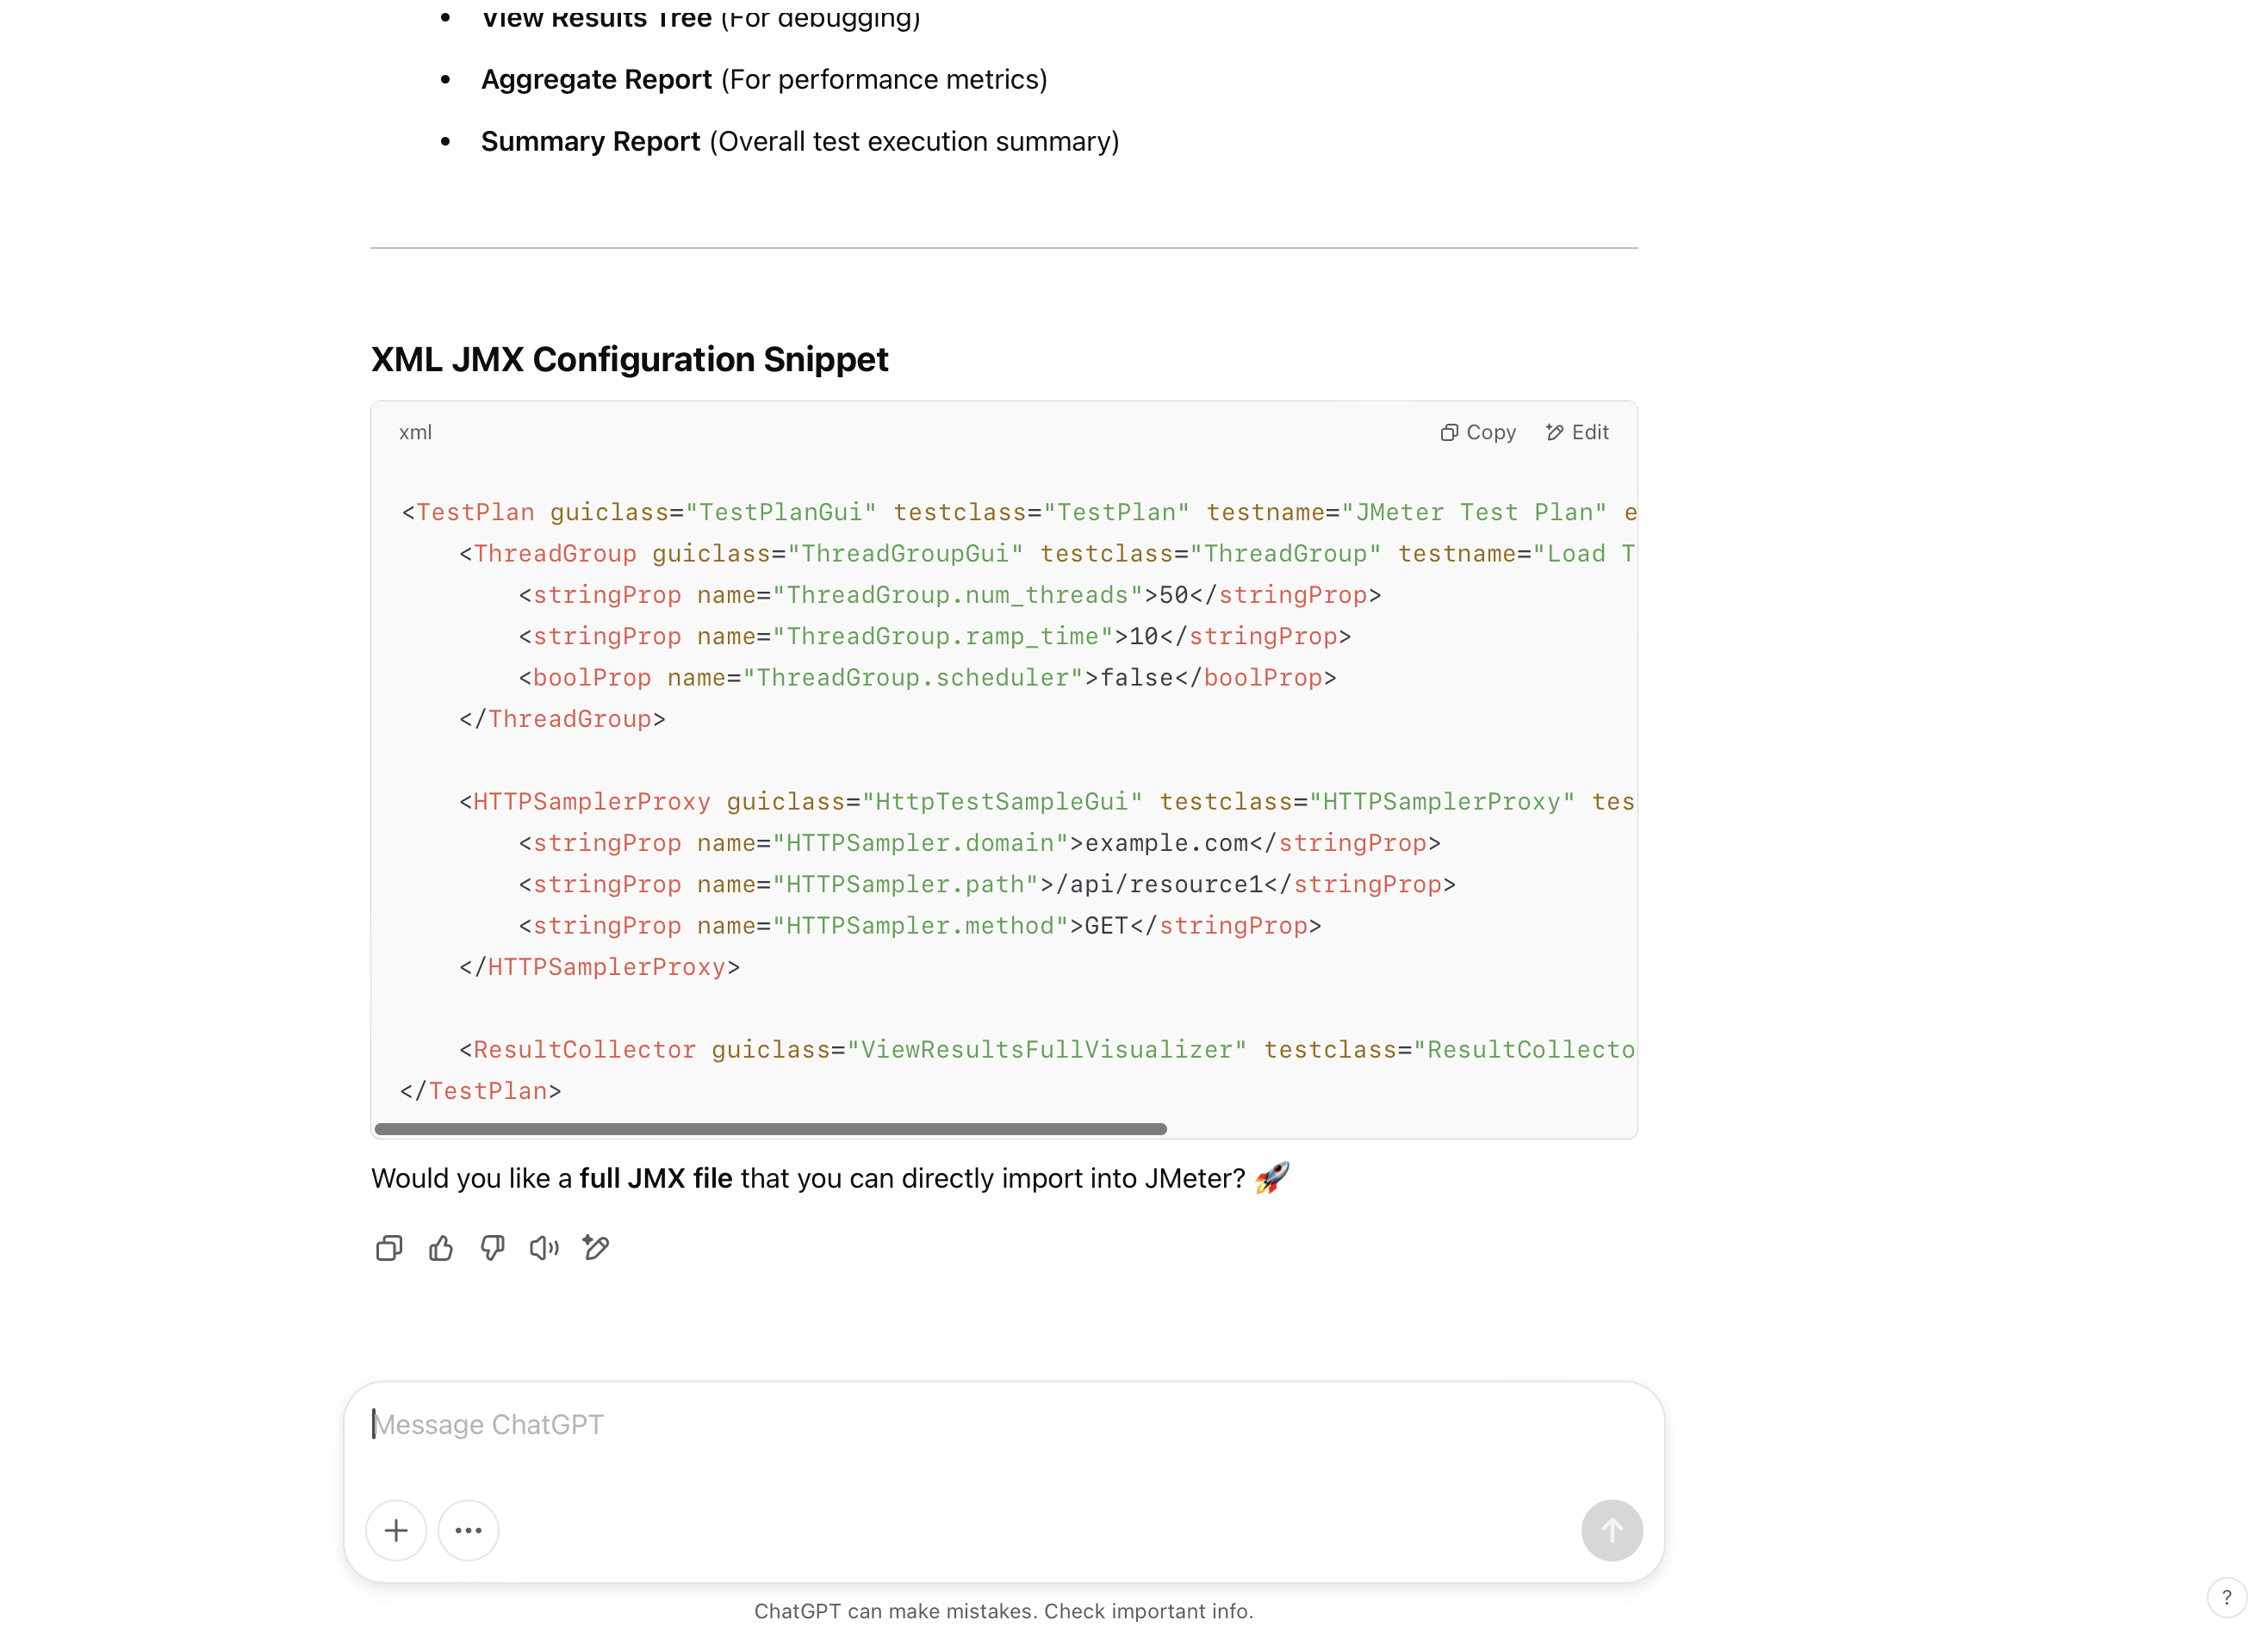 • View Results Tree (For debugging)
• Aggregate Report (For performance metrics)
• Summary Report (Overall test execution summary)
XML JMX Configuration Snippet
xml Copy Edit
<TestPlan guiclass="TestPlanGui" testclass="TestPlan" testname="JMeter Test Plan" e
    <ThreadGroup guiclass="ThreadGroupGui" testclass="ThreadGroup" testname="Load T
        <stringProp name="ThreadGroup.num_threads">50</stringProp>
        <stringProp name="ThreadGroup.ramp_time">10</stringProp>
        <boolProp name="ThreadGroup.scheduler">false</boolProp>
    </ThreadGroup>
    <HTTPSamplerProxy guiclass="HttpTestSampleGui" testclass="HTTPSamplerProxy" tes
        <stringProp name="HTTPSampler.domain">example.com</stringProp>
        <stringProp name="HTTPSampler.path">/api/resource1</stringProp>
        <stringProp name="HTTPSampler.method">GET</stringProp>
    </HTTPSamplerProxy>
    <ResultCollector guiclass="ViewResultsFullVisualizer" testclass="ResultCollecto
</TestPlan>
Would you like a full JMX file that you can directly import into JMeter? 🚀
Message ChatGPT
ChatGPT can make mistakes. Check important info.
?